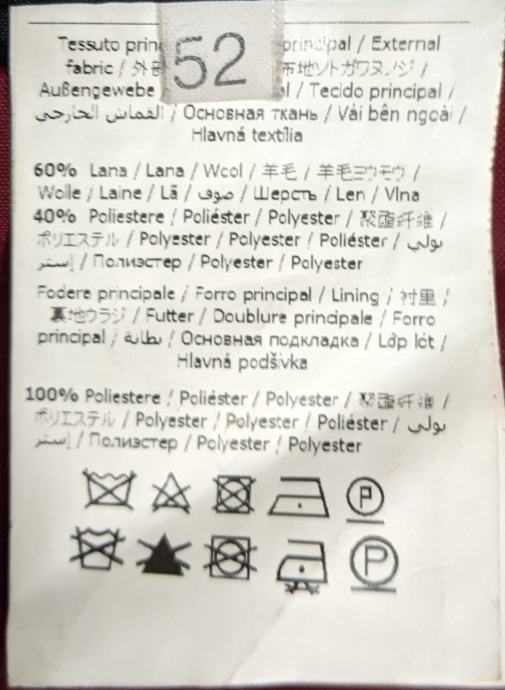 52
Tessuto prin principal / External
fabric / 外部 布地ソトガワヌノジ /
Außengewebe l / Tecido principal /
القماش الخارجي / Основная ткань / Vải bên ngoài /
Hlavná textília
60% Lana / Lana / Wool / 羊毛 / 羊毛ヨウモウ /
Wolle / Laine / Lã / صوف / Шерсть / Len / Vlna
40% Poliestere / Poliéster / Polyester / 聚酯纤维 /
ポリエステル / Polyester / Polyester / Poliéster / بولي
إستر / Полиэстер / Polyester / Polyester
Fodere principale / Forro principal / Lining / 衬里 /
裏地ウラジ / Futter / Doublure principale / Forro
principal / بطانة / Основная подкладка / Lớp lót /
Hlavná podšívka
100% Poliestere / Poliéster / Polyester / 聚酯纤维 /
ポリエステル / Polyester / Polyester / Poliéster / بولي
إستر / Полиэстер / Polyester / Polyester
P
P